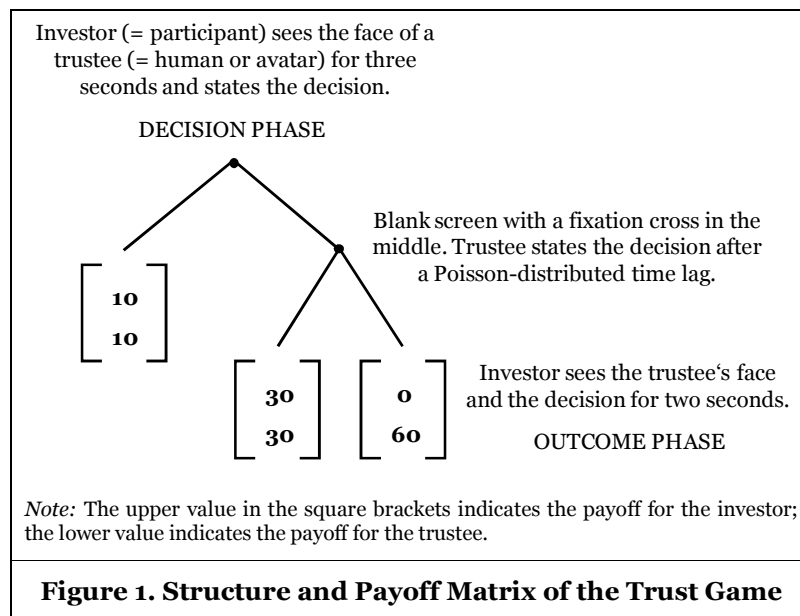 Investor (= participant) sees the face of a
trustee (= human or avatar) for three
seconds and states the decision.
DECISION PHASE
Blank screen with a fixation cross in the
middle. Trustee states the decision after
a Poisson-distributed time lag.
10
10
30
30
0
60
Investor sees the trustee‘s face
and the decision for two seconds.
OUTCOME PHASE
Note: The upper value in the square brackets indicates the payoff for the investor;
the lower value indicates the payoff for the trustee.
Figure 1. Structure and Payoff Matrix of the Trust Game